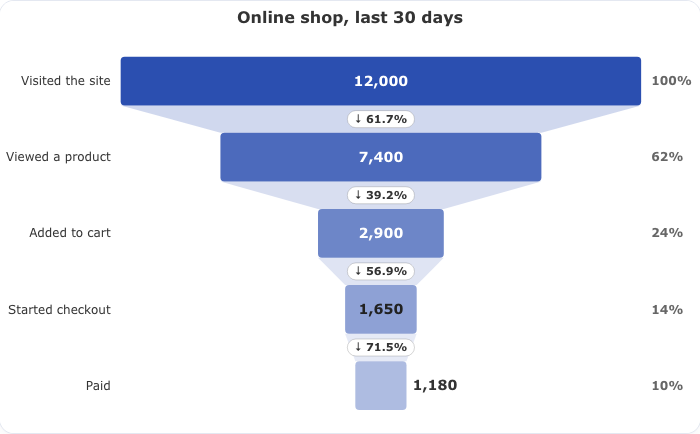 Online shop, last 30 days
Visited the site 12,000 100%
↓ 61.7%
Viewed a product 7,400 62%
↓ 39.2%
Added to cart 2,900 24%
↓ 56.9%
Started checkout 1,650 14%
↓ 71.5%
Paid 1,180 10%